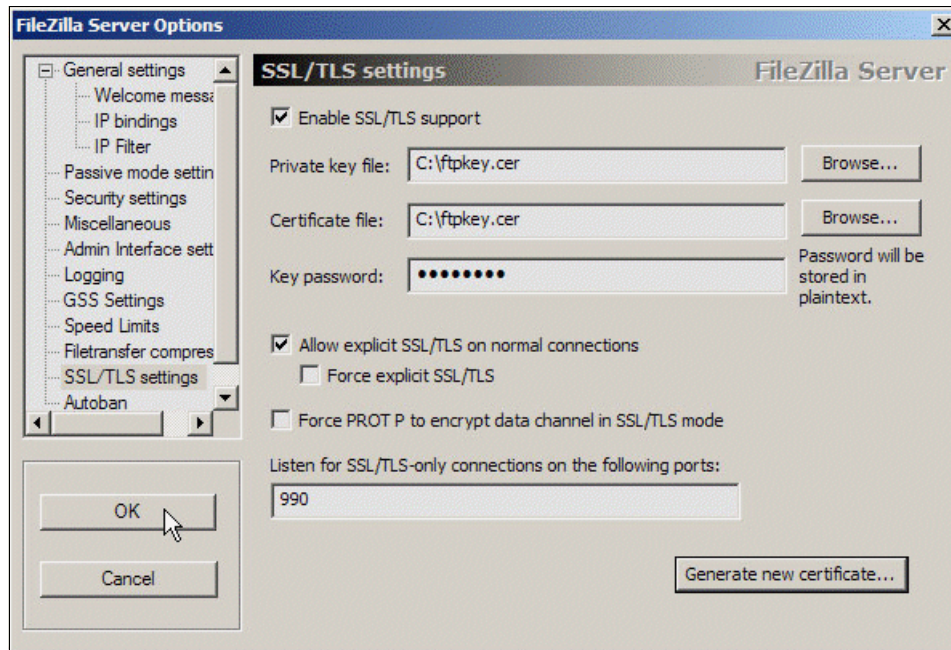 FileZilla Server Options
General settings
Welcome messa
IP bindings
IP Filter
Passive mode settin
Security settings
Miscellaneous
Admin Interface sett
Logging
GSS Settings
Speed Limits
Filetransfer compres
SSL/TLS settings
Autoban
OK
Cancel
SSL/TLS settings
FileZilla Server
Enable SSL/TLS support
Private key file: C:\ftpkey.cer Browse...
Certificate file: C:\ftpkey.cer Browse...
Key password: ••••••••
Password will be
stored in
plaintext.
Allow explicit SSL/TLS on normal connections
Force explicit SSL/TLS
Force PROT P to encrypt data channel in SSL/TLS mode
Listen for SSL/TLS-only connections on the following ports:
990
Generate new certificate...